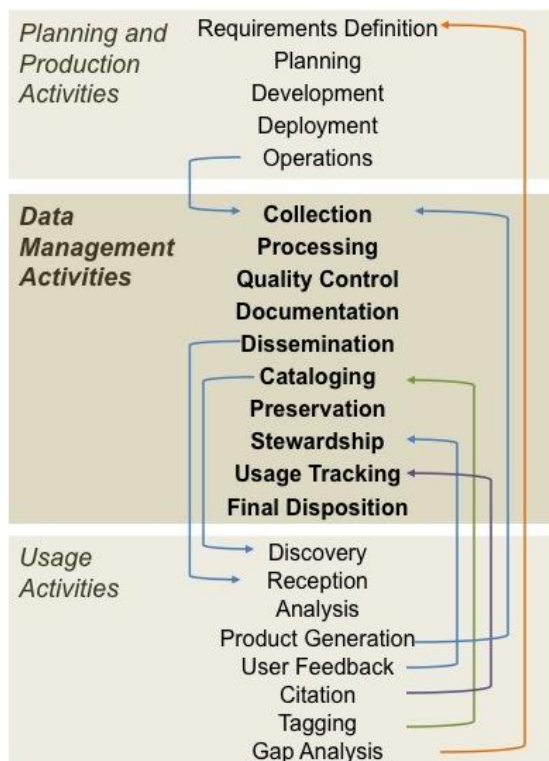 Planning and
Production
Activities
Requirements Definition
Planning
Development
Deployment
Operations
Data
Management
Activities
Collection
Processing
Quality Control
Documentation
Dissemination
Cataloging
Preservation
Stewardship
Usage Tracking
Final Disposition
Usage
Activities
Discovery
Reception
Analysis
Product Generation
User Feedback
Citation
Tagging
Gap Analysis